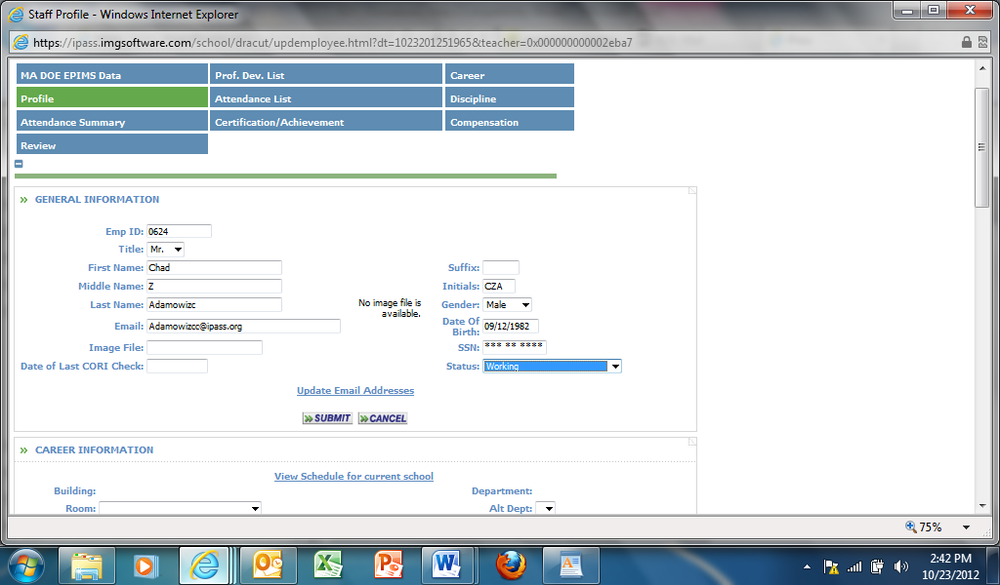 Staff Profile - Windows Internet Explorer
https://ipass.imgsoftware.com/school/dracut/updemployee.html?dt=1023201251965&teacher=0x000000000002eba7
MA DOE EPIMS Data Prof. Dev. List Career
Profile Attendance List Discipline
Attendance Summary Certification/Achievement Compensation
Review
GENERAL INFORMATION
Emp ID: 0624
Title: Mr.
First Name: Chad Suffix:
Middle Name: Z Initials: CZA
Last Name: Adamowizc No image file is available. Gender: Male
Email: Adamowizcc@ipass.org Date Of Birth: 09/12/1982
Image File: SSN: *** ** ****
Date of Last CORI Check: Status: Working
Update Email Addresses
SUBMIT CANCEL
CAREER INFORMATION
View Schedule for current school
Building: Department:
Room: Alt Dept:
75%
2:42 PM
10/23/2012